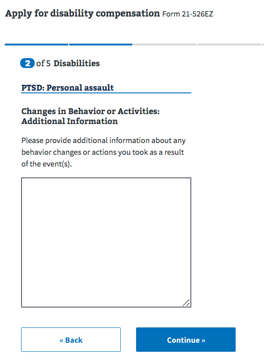 Apply for disability compensation Form 21-526EZ
2 of 5 Disabilities
PTSD: Personal assault
Changes in Behavior or Activities:
Additional Information
Please provide additional information about any
behavior changes or actions you took as a result
of the event(s).
« Back
Continue »